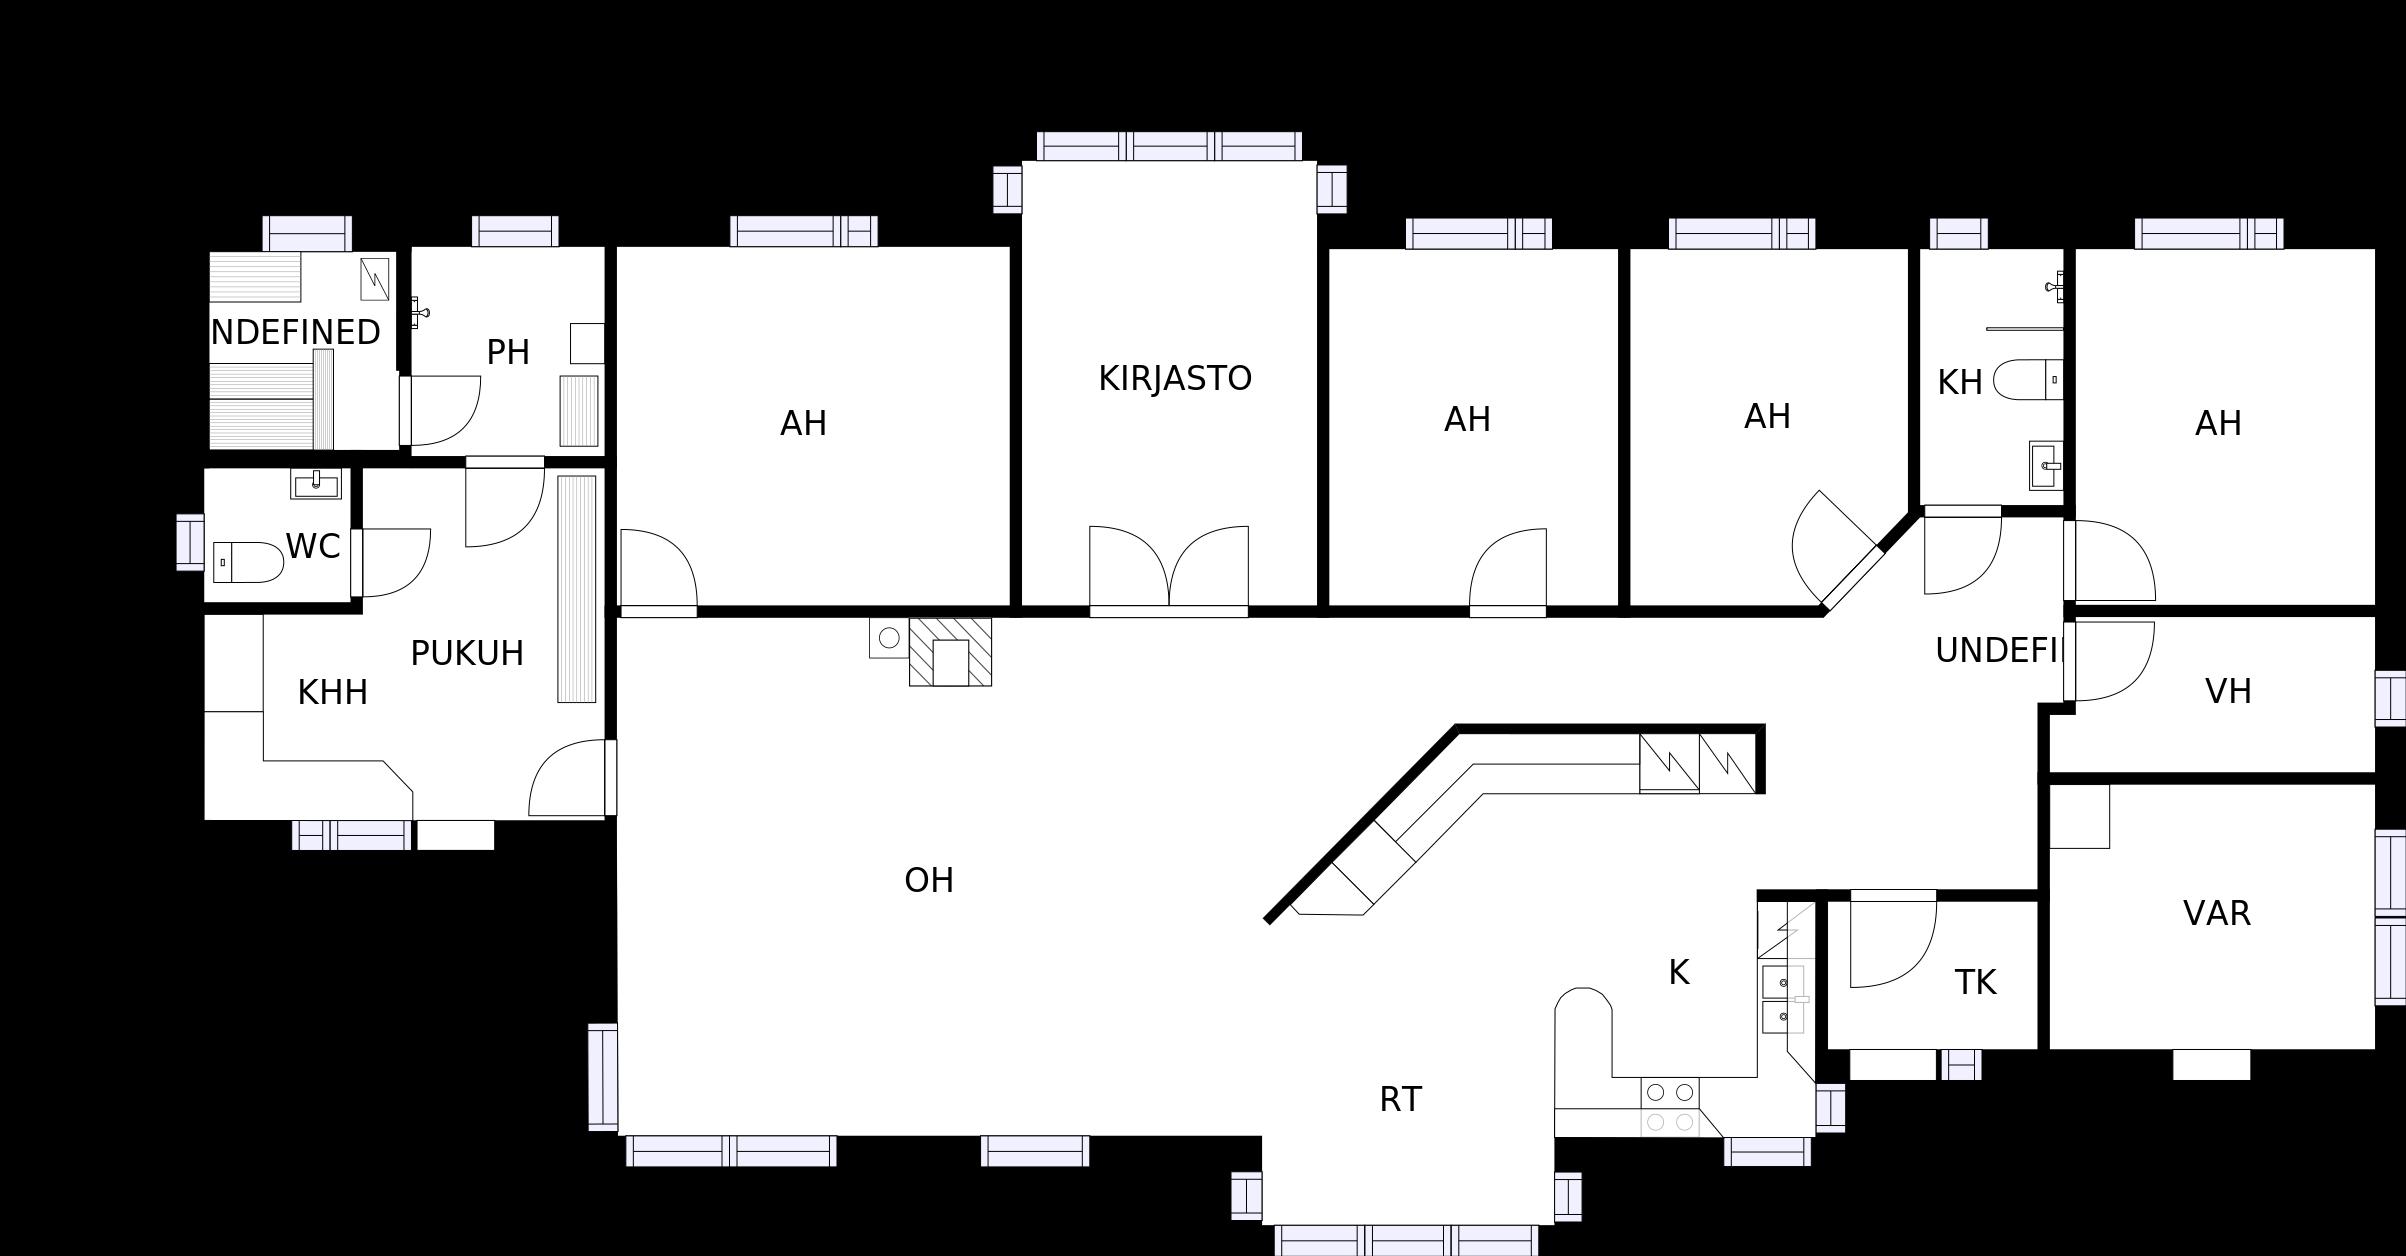 NDEFINED
PH
KIRJASTO
KH
AH
AH
AH
AH
WC
PUKUH
UNDEFI
KHH
VH
OH
VAR
K
TK
RT